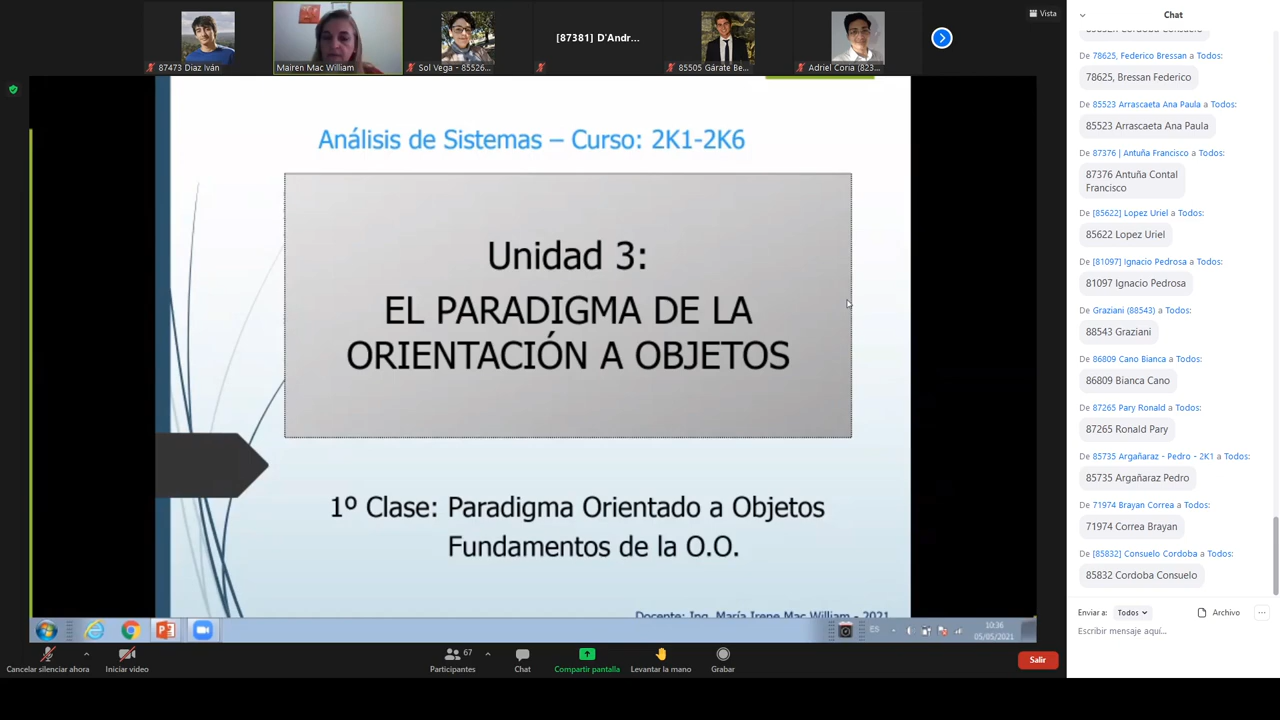 Vista
87473 Diaz Iván
Mairen Mac William
Sol Vega - 85526...
[87381] D'Andr...
85505 Gárate Be...
Adriel Coria (823...
Análisis de Sistemas – Curso: 2K1-2K6
Unidad 3:
EL PARADIGMA DE LA
ORIENTACIÓN A OBJETOS
1º Clase: Paradigma Orientado a Objetos
Fundamentos de la O.O.
Docente: Ing. María Irene Mac William - 2021
ES
10:36
05/05/2021
Cancelar silenciar ahora
Iniciar video
67
Participantes
Chat
Compartir pantalla
Levantar la mano
Grabar
Salir
Chat
De 78625, Federico Bressan a Todos:
78625, Bressan Federico
De 85523 Arrascaeta Ana Paula a Todos:
85523 Arrascaeta Ana Paula
De 87376 | Antuña Francisco a Todos:
87376 Antuña Contal
Francisco
De [85622] Lopez Uriel a Todos:
85622 Lopez Uriel
De [81097] Ignacio Pedrosa a Todos:
81097 Ignacio Pedrosa
De Graziani (88543) a Todos:
88543 Graziani
De 86809 Cano Bianca a Todos:
86809 Bianca Cano
De 87265 Pary Ronald a Todos:
87265 Ronald Pary
De 85735 Argañaraz - Pedro - 2K1 a Todos:
85735 Argañaraz Pedro
De 71974 Brayan Correa a Todos:
71974 Correa Brayan
De [85832] Consuelo Cordoba a Todos:
85832 Cordoba Consuelo
Enviar a: Todos
Archivo
Escribir mensaje aquí...